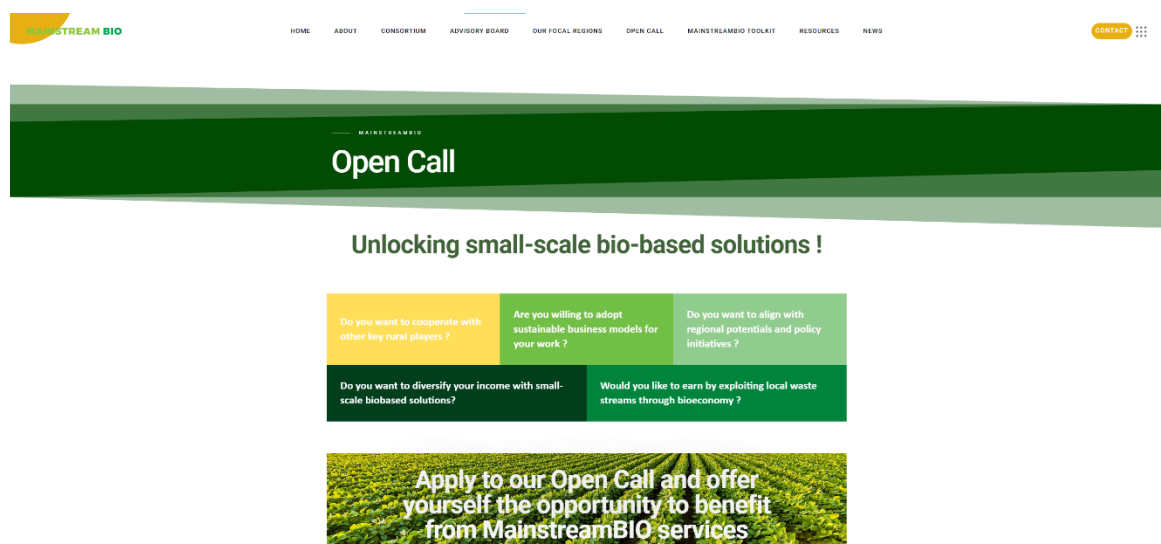 MAINSTREAM BIO
HOME ABOUT CONSORTIUM ADVISORY BOARD OUR FOCAL REGIONS OPEN CALL MAINSTREAMBIO TOOLKIT RESOURCES NEWS
CONTACT
MAINSTREAMBIO
Open Call
Unlocking small-scale bio-based solutions !
Do you want to cooperate with
other key rural players ?
Are you willing to adopt
sustainable business models for
your work ?
Do you want to align with
regional potentials and policy
initiatives ?
Do you want to diversify your income with small-
scale biobased solutions?
Would you like to earn by exploiting local waste
streams through bioeconomy ?
Apply to our Open Call and offer
yourself the opportunity to benefit
from MainstreamBIO services